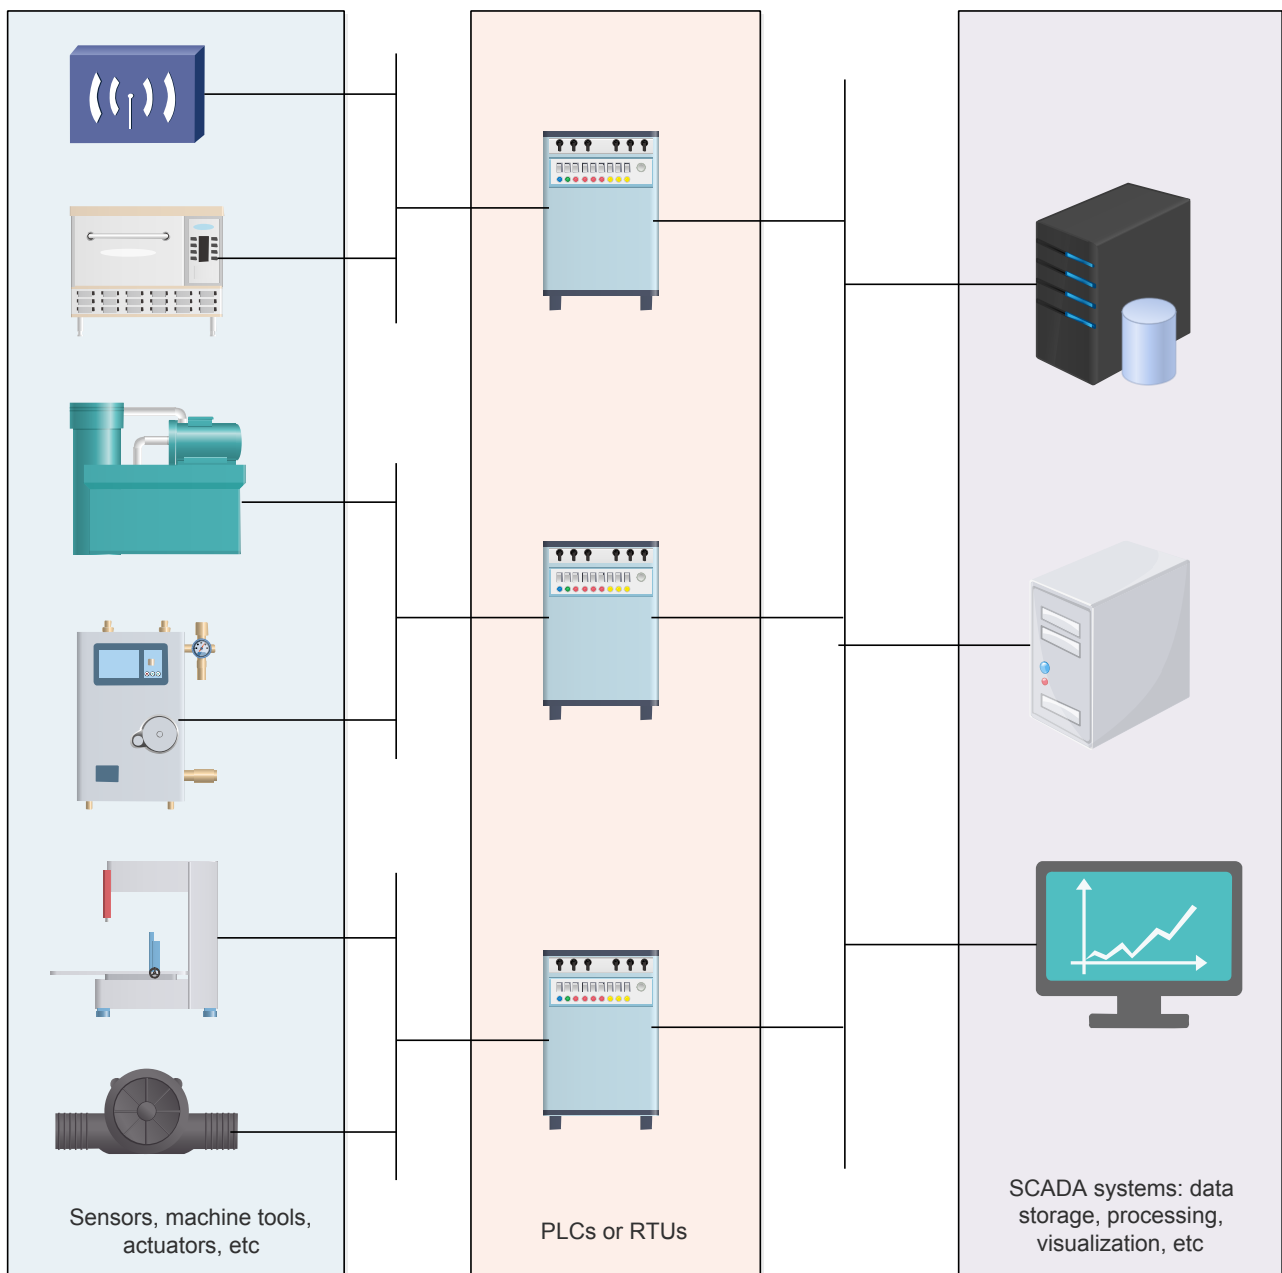 Sensors, machine tools,
actuators, etc
PLCs or RTUs
SCADA systems: data
storage, processing,
visualization, etc